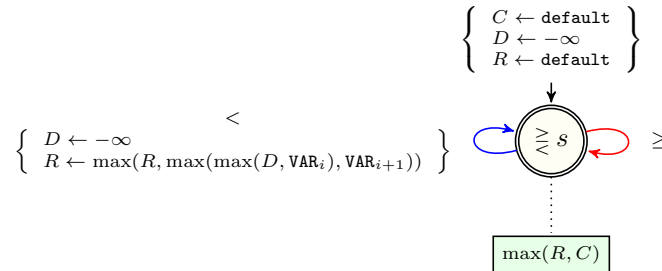 C ← default
D ← −∞
R ← default
<
D ← −∞
R ← max(R, max(max(D, VAR_i), VAR_{i+1}))
≥ ≤ s
≥
max(R, C)